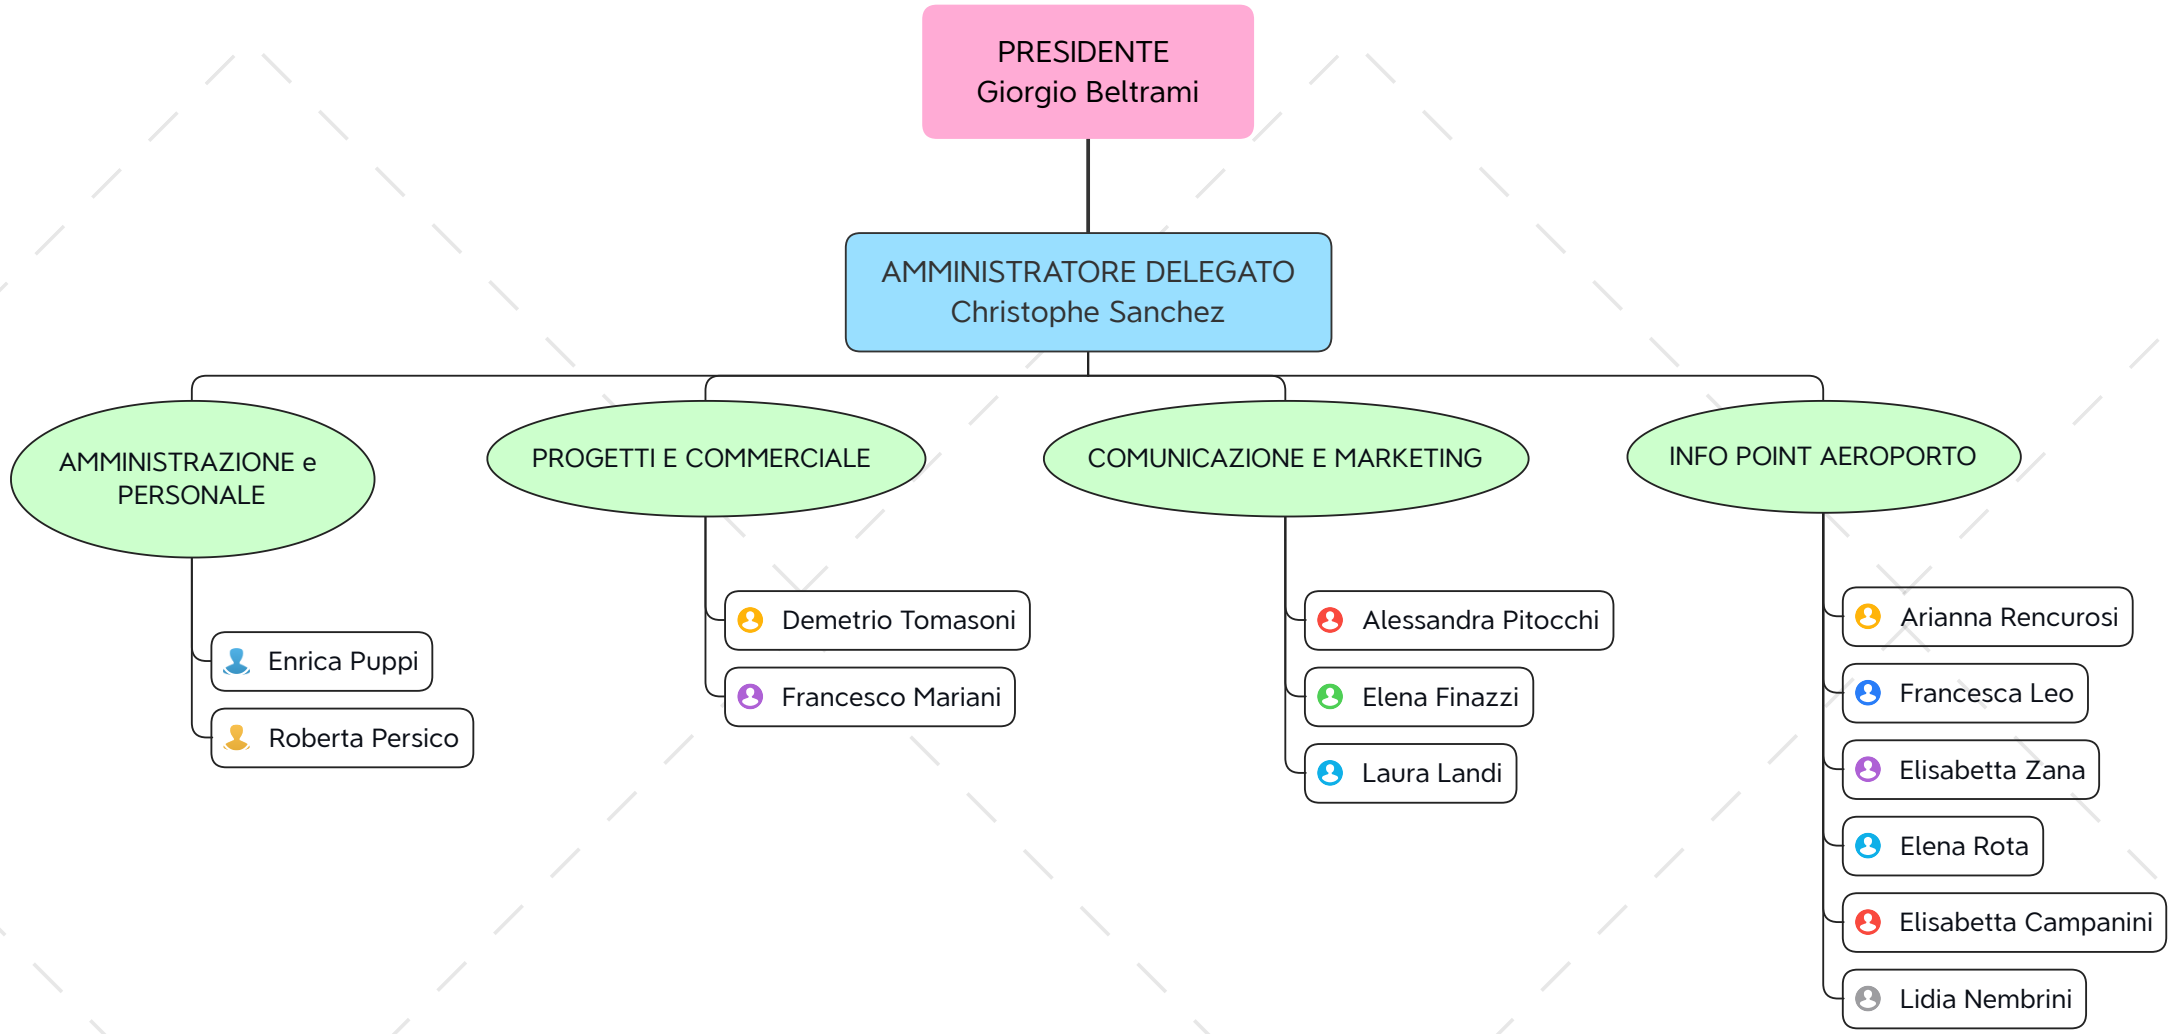 PRESIDENTE
Giorgio Beltrami
AMMINISTRATORE DELEGATO
Christophe Sanchez
AMMINISTRAZIONE e
PERSONALE
Enrica Puppi
Roberta Persico
PROGETTI E COMMERCIALE
Demetrio Tomasoni
Francesco Mariani
COMUNICAZIONE E MARKETING
Alessandra Pitocchi
Elena Finazzi
Laura Landi
INFO POINT AEROPORTO
Arianna Rencurosi
Francesca Leo
Elisabetta Zana
Elena Rota
Elisabetta Campanini
Lidia Nembrini